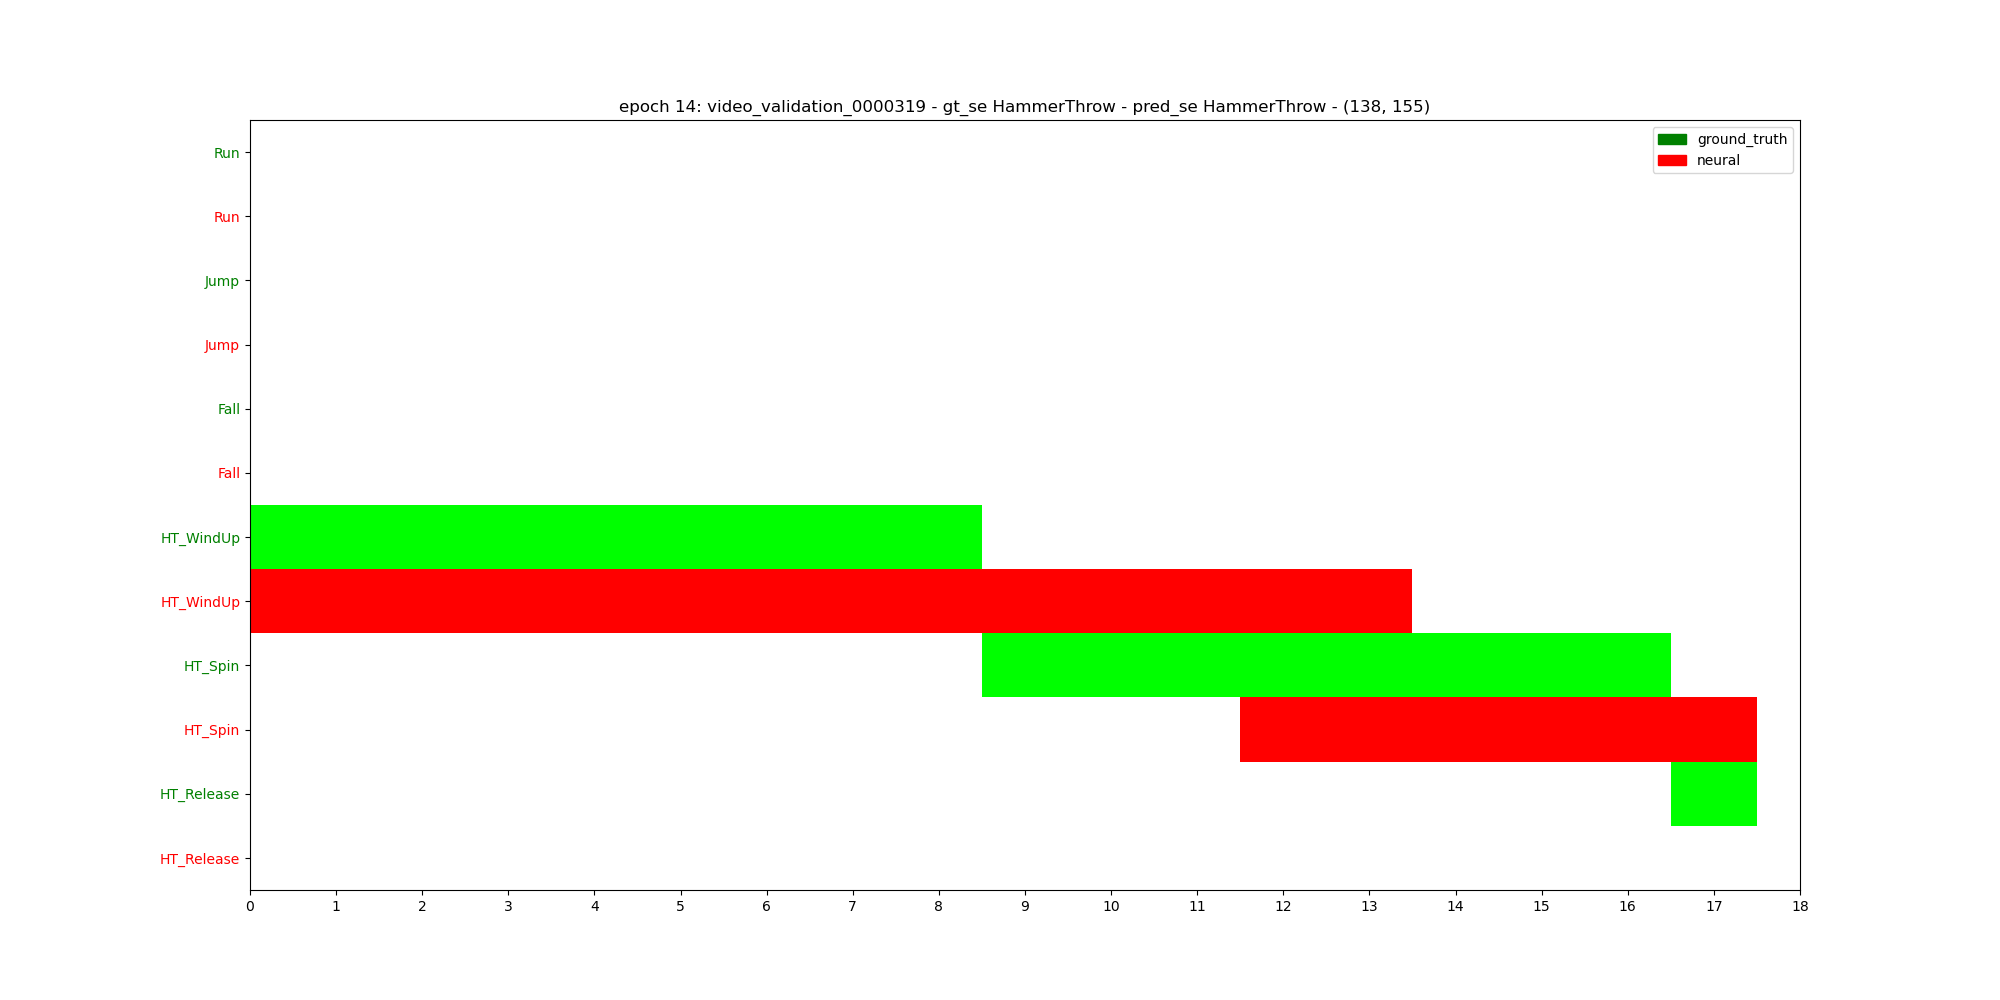 epoch 14: video_validation_0000319 - gt_se HammerThrow - pred_se HammerThrow - (138, 155)
ground_truth
neural
Run
Run
Jump
Jump
Fall
Fall
HT_WindUp
HT_WindUp
HT_Spin
HT_Spin
HT_Release
HT_Release
0 1 2 3 4 5 6 7 8 9 10 11 12 13 14 15 16 17 18